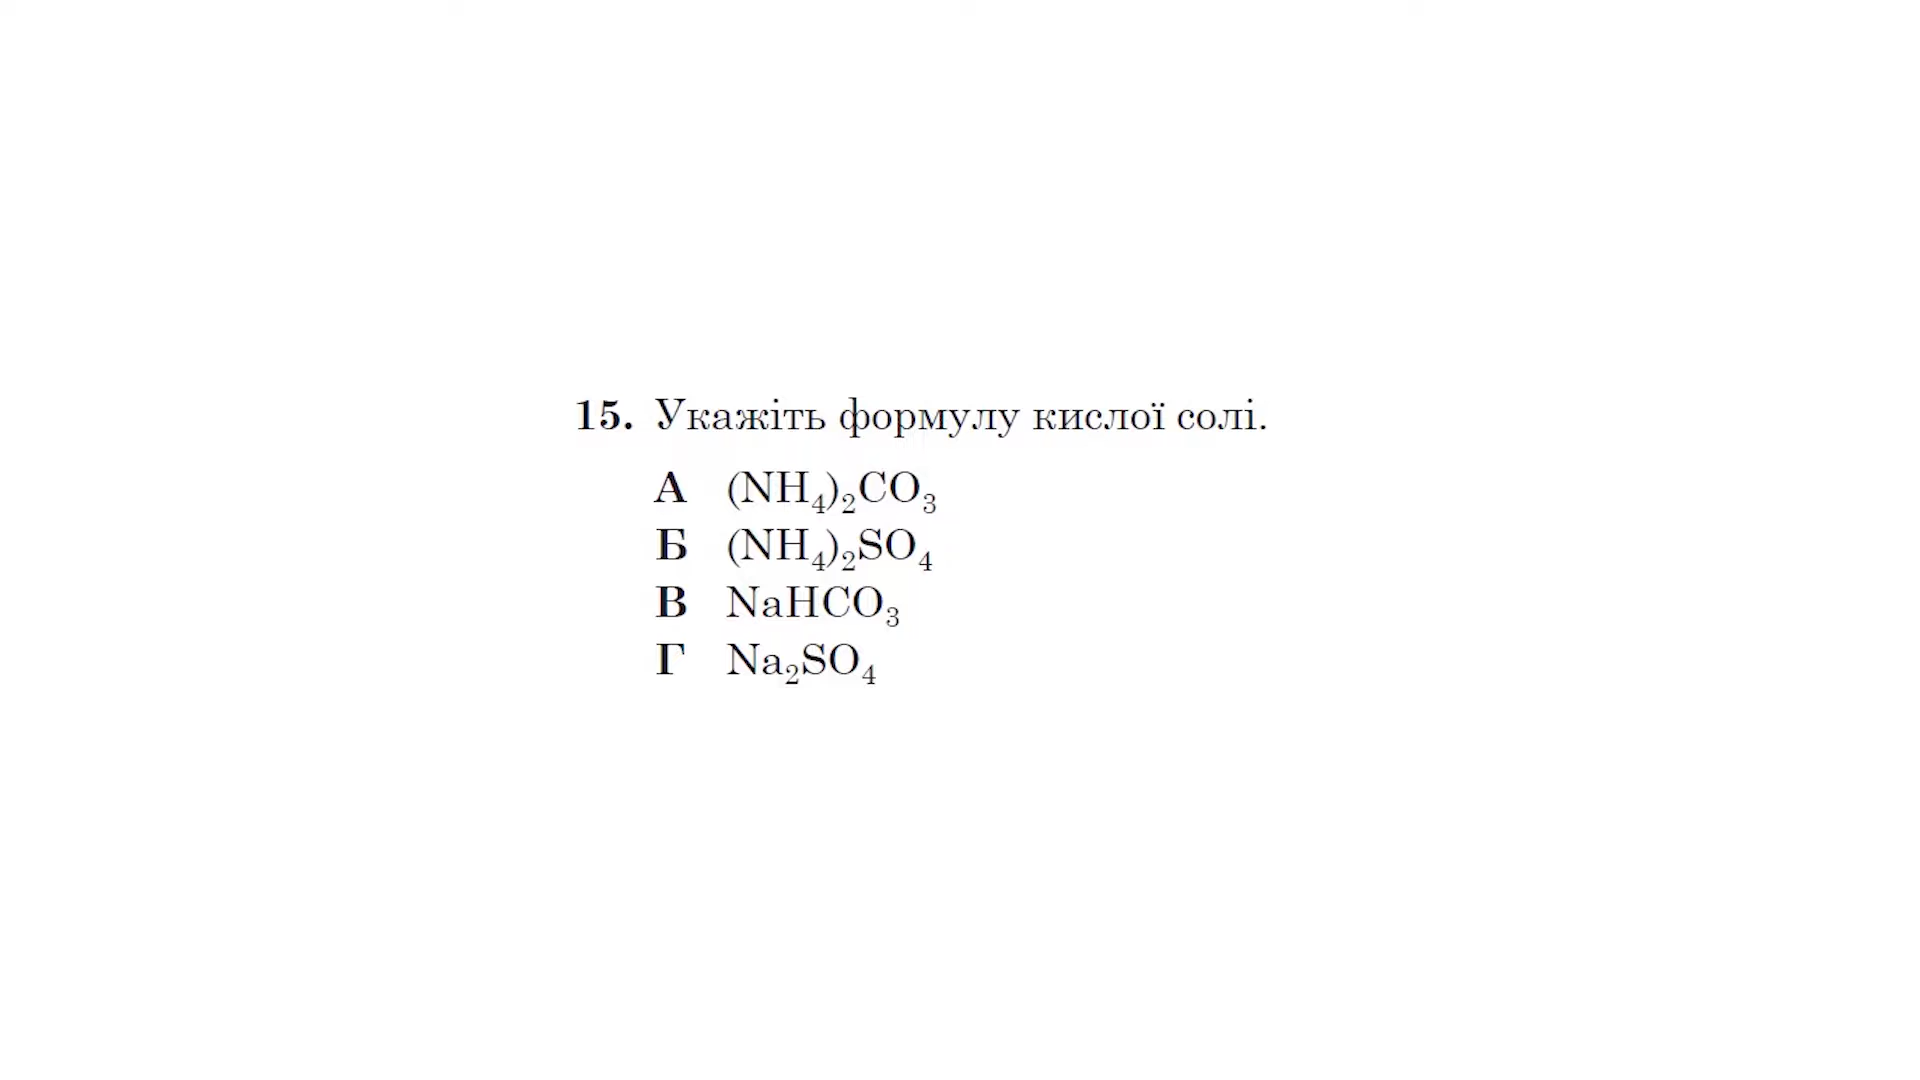 15. Укажіть формулу кислої солі.
А (NH₄)₂CO₃
Б (NH₄)₂SO₄
В NaHCO₃
Г Na₂SO₄